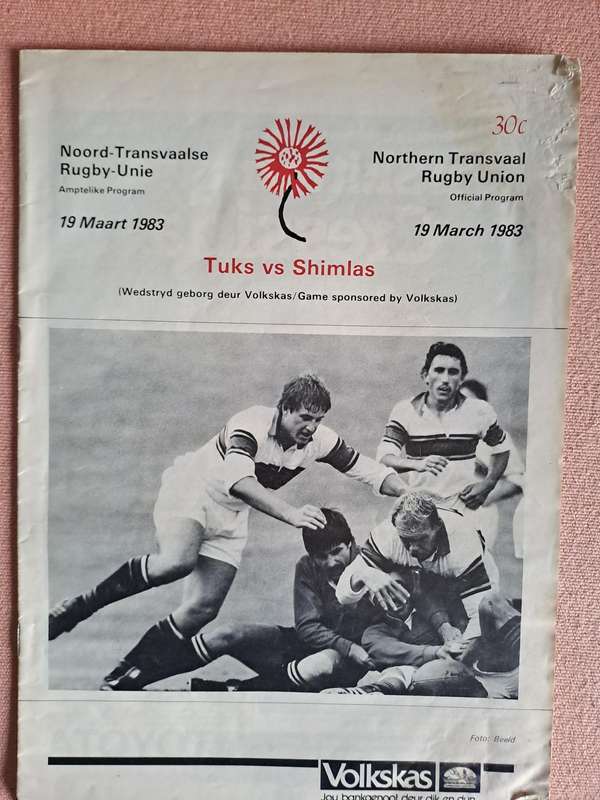 30c
Noord-Transvaalse
Rugby-Unie
Amptelike Program
19 Maart 1983
Northern Transvaal
Rugby Union
Official Program
19 March 1983
Tuks vs Shimlas
(Wedstryd geborg deur Volkskas/Game sponsored by Volkskas)
Foto: Beeld
Volkskas
Jou bankgenoot deur dik en dun